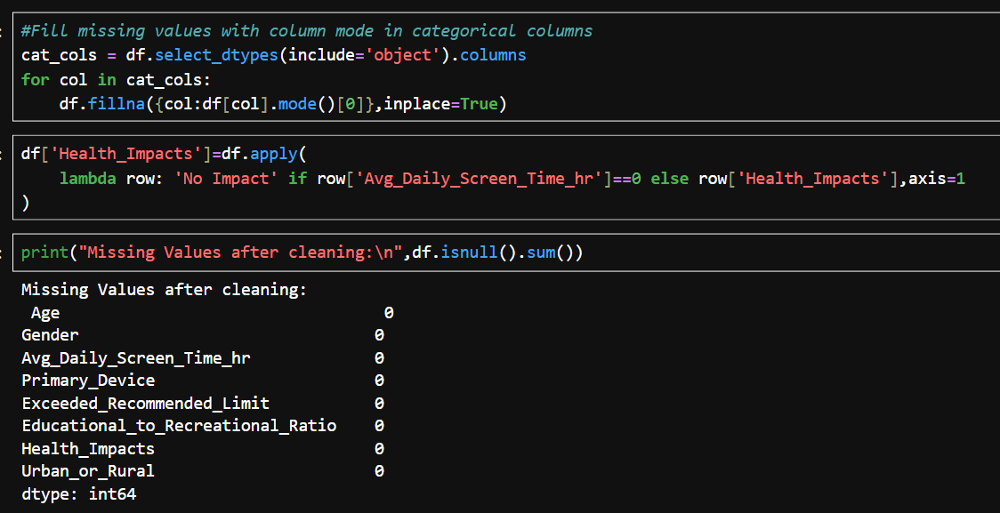 #Fill missing values with column mode in categorical columns
cat_cols = df.select_dtypes(include='object').columns
for col in cat_cols:
    df.fillna({col:df[col].mode()[0]},inplace=True)
df['Health_Impacts']=df.apply(
    lambda row: 'No Impact' if row['Avg_Daily_Screen_Time_hr']==0 else row['Health_Impacts'],axis=1
)
print("Missing Values after cleaning:\n",df.isnull().sum())
Missing Values after cleaning:
 Age                               0
Gender                            0
Avg_Daily_Screen_Time_hr          0
Primary_Device                    0
Exceeded_Recommended_Limit        0
Educational_to_Recreational_Ratio 0
Health_Impacts                    0
Urban_or_Rural                    0
dtype: int64